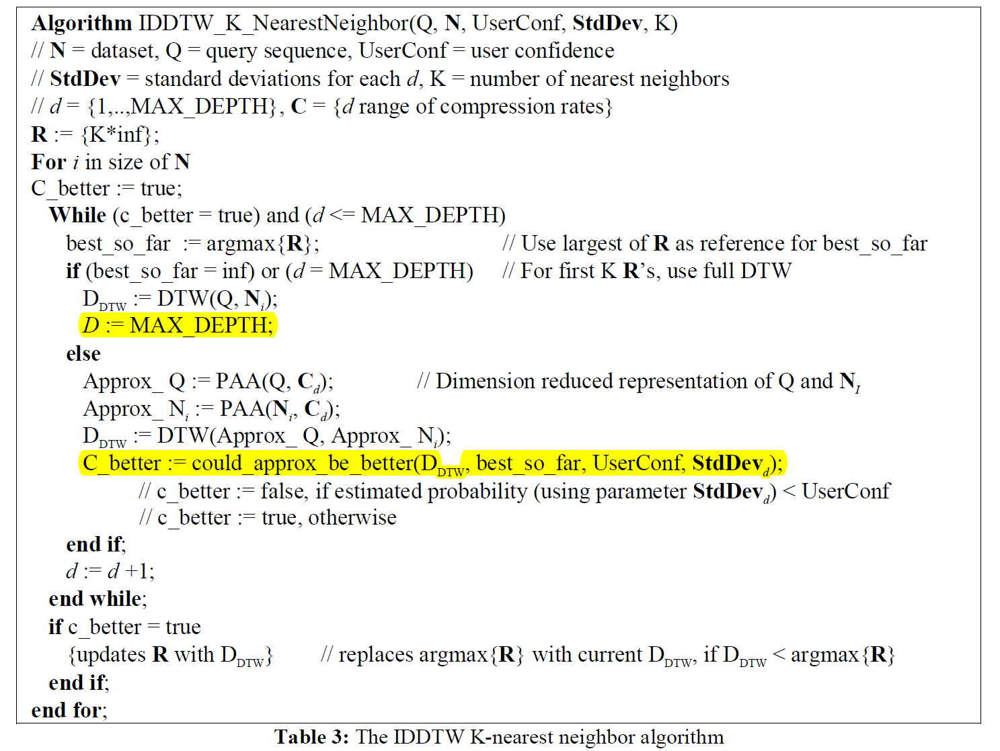 Algorithm IDDTW_K_NearestNeighbor(Q, N, UserConf, StdDev, K)
// N = dataset, Q = query sequence, UserConf = user confidence
// StdDev = standard deviations for each d, K = number of nearest neighbors
// d = {1,..,MAX_DEPTH}, C = {d range of compression rates}
R := {K*inf};
For i in size of N
C_better := true;
While (c_better = true) and (d <= MAX_DEPTH)
best_so_far := argmax{R}; // Use largest of R as reference for best_so_far
if (best_so_far = inf) or (d = MAX_DEPTH) // For first K R's, use full DTW
D_DTW := DTW(Q, N_i);
D := MAX_DEPTH;
else
Approx_ Q := PAA(Q, C_d); // Dimension reduced representation of Q and N_I
Approx_ N_i := PAA(N_i, C_d);
D_DTW := DTW(Approx_ Q, Approx_ N_i);
C_better := could_approx_be_better(D_DTW, best_so_far, UserConf, StdDev_d);
// c_better := false, if estimated probability (using parameter StdDev_d) < UserConf
// c_better := true, otherwise
end if;
d := d +1;
end while;
if c_better = true
{updates R with D_DTW} // replaces argmax{R} with current D_DTW, if D_DTW < argmax{R}
end if;
end for;
Table 3: The IDDTW K-nearest neighbor algorithm